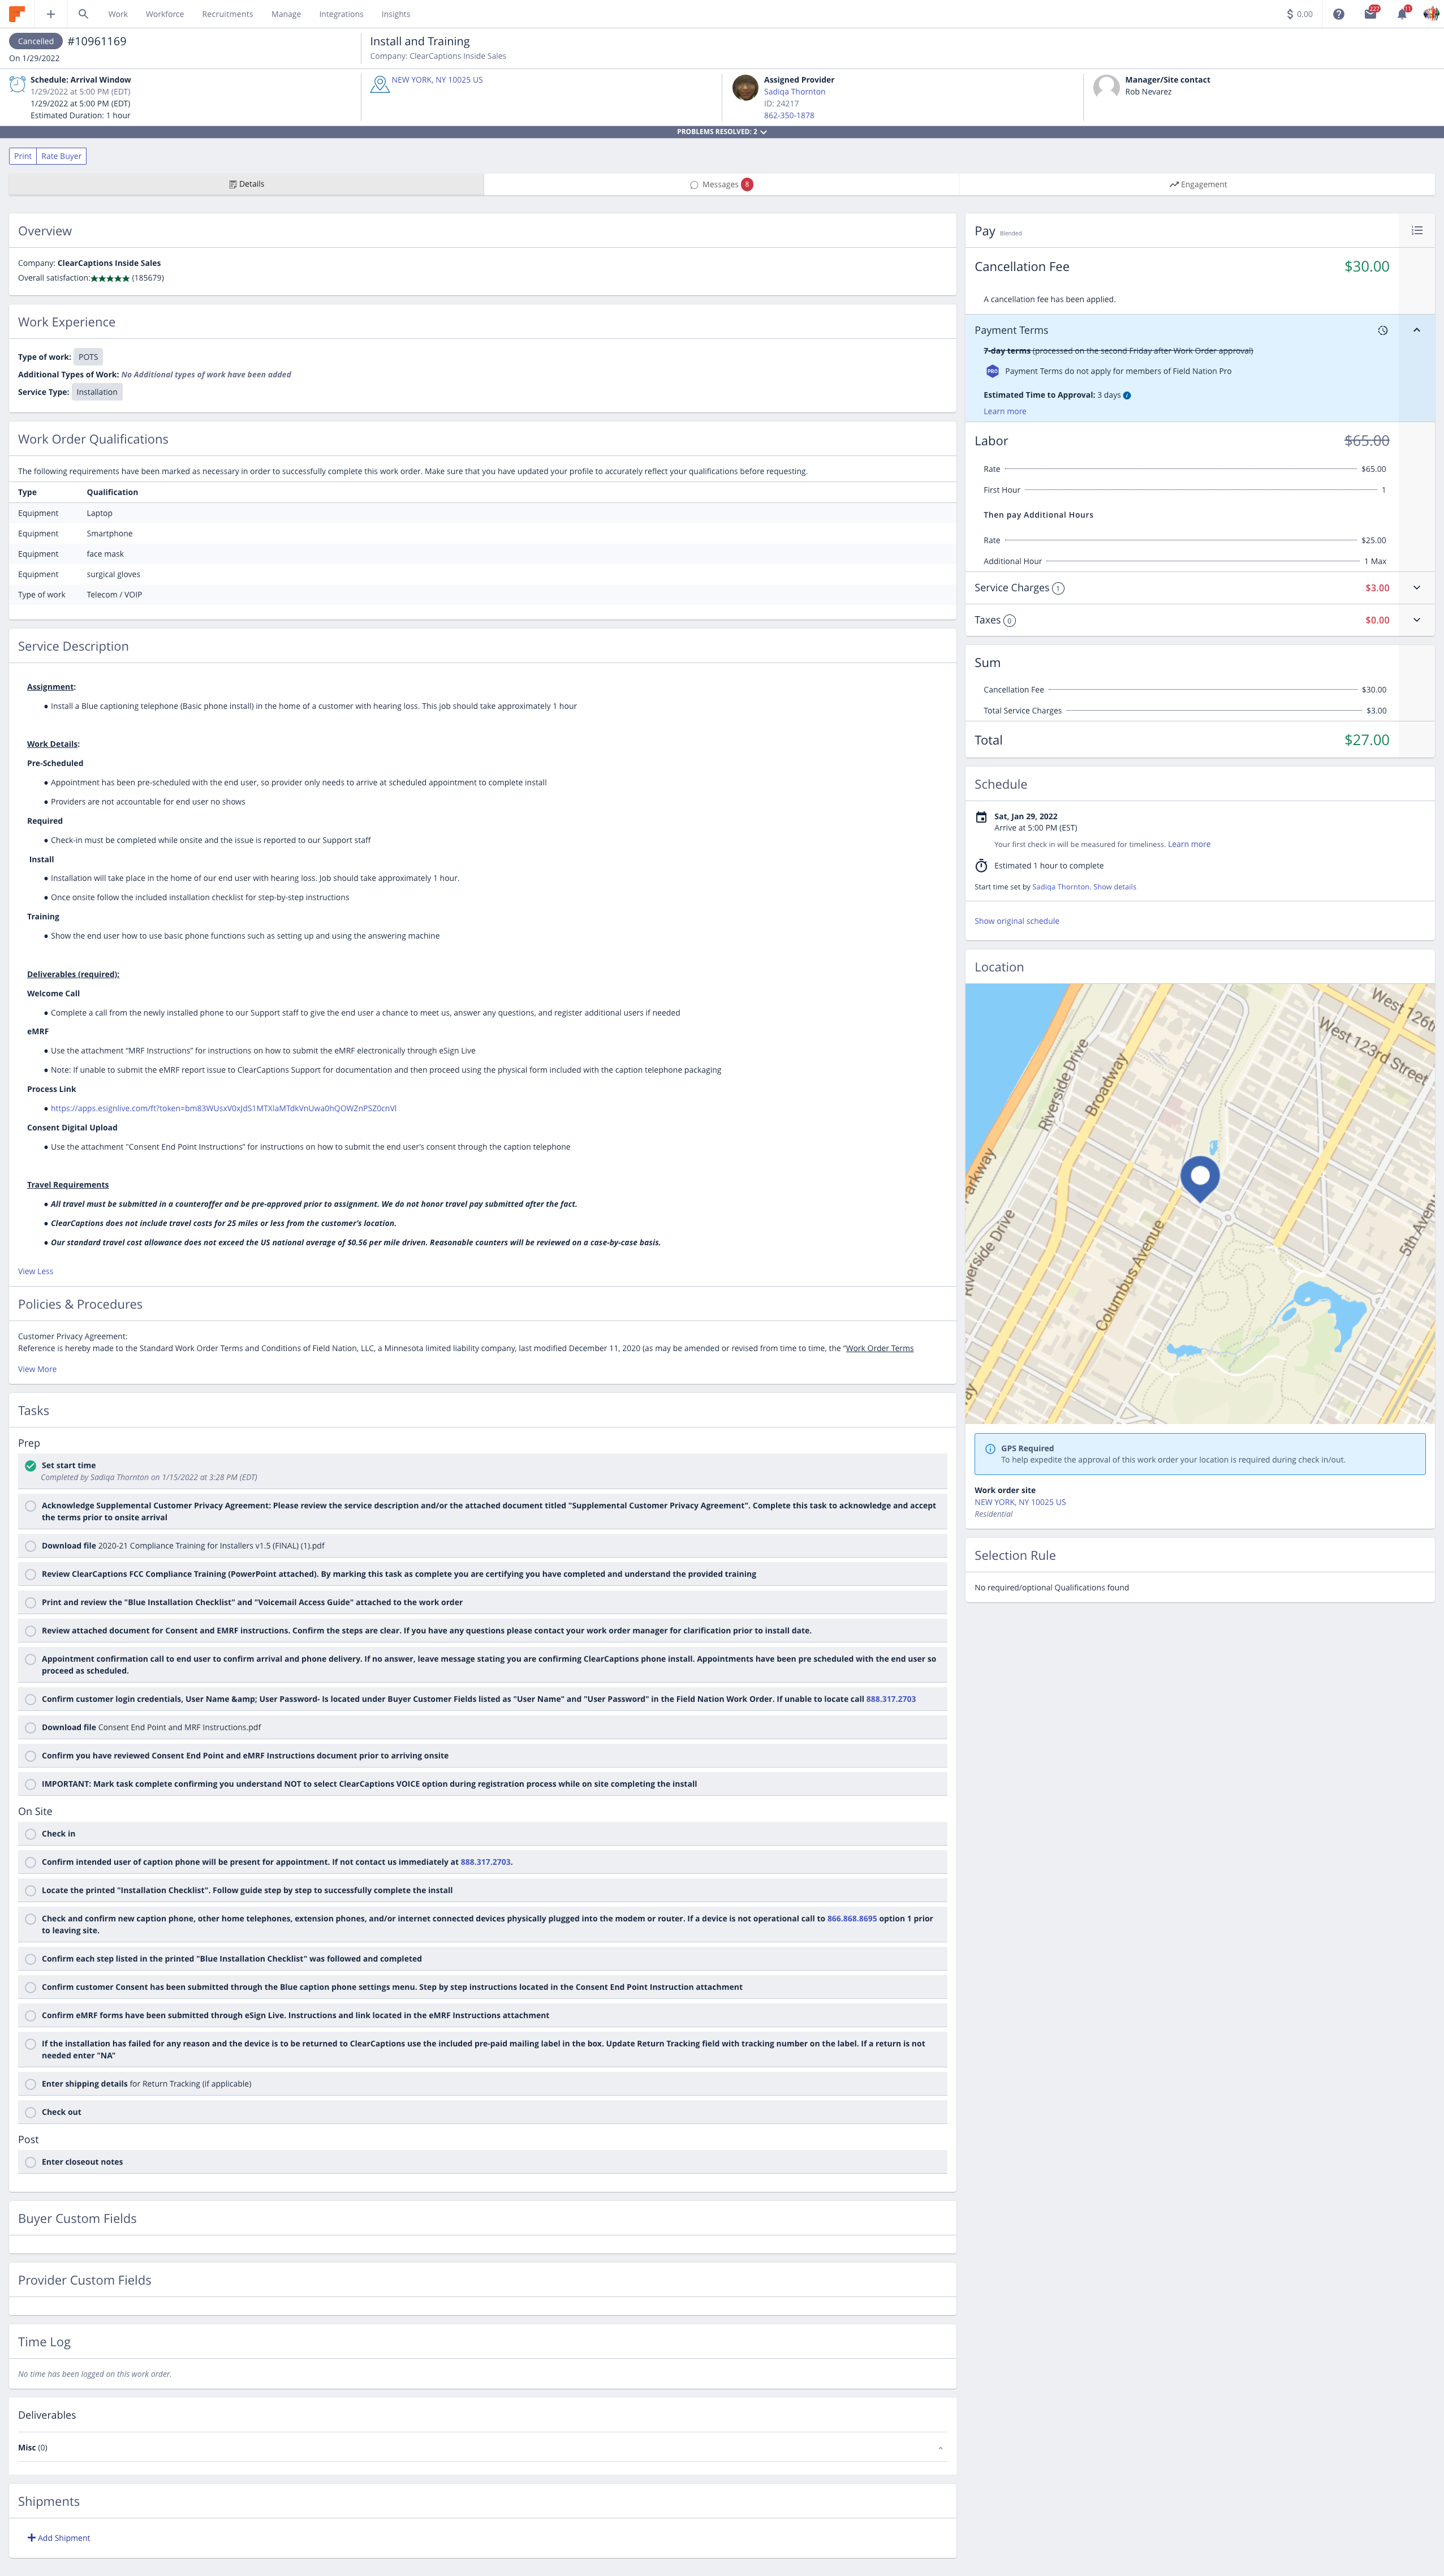 Work Workforce Recruitments Manage Integrations Insights
$ 0.00 227 11
Cancelled #10961169
On 1/29/2022
Install and Training
Company: ClearCaptions Inside Sales
Schedule: Arrival Window
1/29/2022 at 5:00 PM (EDT)
1/29/2022 at 5:00 PM (EDT)
Estimated Duration: 1 hour
NEW YORK, NY 10025 US
Assigned Provider
Sadiqa Thornton
ID: 24217
862-350-1878
Manager/Site contact
Rob Nevarez
PROBLEMS RESOLVED: 2
Print Rate Buyer
Details Messages 8 Engagement
Overview
Company: ClearCaptions Inside Sales
Overall satisfaction:★★★★★ (185679)
Work Experience
Type of work: POTS
Additional Types of Work: No Additional types of work have been added
Service Type: Installation
Work Order Qualifications
The following requirements have been marked as necessary in order to successfully complete this work order. Make sure that you have updated your profile to accurately reflect your qualifications before requesting.
Type Qualification
Equipment Laptop
Equipment Smartphone
Equipment face mask
Equipment surgical gloves
Type of work Telecom / VOIP
Service Description
Assignment:
● Install a Blue captioning telephone (Basic phone install) in the home of a customer with hearing loss. This job should take approximately 1 hour
Work Details:
Pre-Scheduled
● Appointment has been pre-scheduled with the end user, so provider only needs to arrive at scheduled appointment to complete install
● Providers are not accountable for end user no shows
Required
● Check-in must be completed while onsite and the issue is reported to our Support staff
Install
● Installation will take place in the home of our end user with hearing loss. Job should take approximately 1 hour.
● Once onsite follow the included installation checklist for step-by-step instructions
Training
● Show the end user how to use basic phone functions such as setting up and using the answering machine
Deliverables (required):
Welcome Call
● Complete a call from the newly installed phone to our Support staff to give the end user a chance to meet us, answer any questions, and register additional users if needed
eMRF
● Use the attachment "MRF Instructions" for instructions on how to submit the eMRF electronically through eSign Live
● Note: If unable to submit the eMRF report issue to ClearCaptions Support for documentation and then proceed using the physical form included with the caption telephone packaging
Process Link
Consent Digital Upload
● Use the attachment "Consent End Point Instructions" for instructions on how to submit the end user's consent through the caption telephone
Travel Requirements
● All travel must be submitted in a counteroffer and be pre-approved prior to assignment. We do not honor travel pay submitted after the fact.
● ClearCaptions does not include travel costs for 25 miles or less from the customer's location.
● Our standard travel cost allowance does not exceed the US national average of $0.56 per mile driven. Reasonable counters will be reviewed on a case-by-case basis.
View Less
Policies & Procedures
Customer Privacy Agreement:
Reference is hereby made to the Standard Work Order Terms and Conditions of Field Nation, LLC, a Minnesota limited liability company, last modified December 11, 2020 (as may be amended or revised from time to time, the "Work Order Terms
View More
Tasks
Prep
Set start time
Completed by Sadiqa Thornton on 1/15/2022 at 3:28 PM (EDT)
Acknowledge Supplemental Customer Privacy Agreement: Please review the service description and/or the attached document titled "Supplemental Customer Privacy Agreement". Complete this task to acknowledge and accept
the terms prior to onsite arrival
Download file 2020-21 Compliance Training for Installers v1.5 (FINAL) (1).pdf
Review ClearCaptions FCC Compliance Training (PowerPoint attached). By marking this task as complete you are certifying you have completed and understand the provided training
Print and review the "Blue Installation Checklist" and "Voicemail Access Guide" attached to the work order
Review attached document for Consent and EMRF instructions. Confirm the steps are clear. If you have any questions please contact your work order manager for clarification prior to install date.
Appointment confirmation call to end user to confirm arrival and phone delivery. If no answer, leave message stating you are confirming ClearCaptions phone install. Appointments have been pre scheduled with the end user so
proceed as scheduled.
Confirm customer login credentials, User Name &amp; User Password- Is located under Buyer Customer Fields listed as "User Name" and "User Password" in the Field Nation Work Order. If unable to locate call 888.317.2703
Download file Consent End Point and MRF Instructions.pdf
Confirm you have reviewed Consent End Point and eMRF Instructions document prior to arriving onsite
IMPORTANT: Mark task complete confirming you understand NOT to select ClearCaptions VOICE option during registration process while on site completing the install
On Site
Check in
Confirm intended user of caption phone will be present for appointment. If not contact us immediately at 888.317.2703.
Locate the printed "Installation Checklist". Follow guide step by step to successfully complete the install
Check and confirm new caption phone, other home telephones, extension phones, and/or internet connected devices physically plugged into the modem or router. If a device is not operational call to 866.868.8695 option 1 prior
to leaving site.
Confirm each step listed in the printed "Blue Installation Checklist" was followed and completed
Confirm customer Consent has been submitted through the Blue caption phone settings menu. Step by step instructions located in the Consent End Point Instruction attachment
Confirm eMRF forms have been submitted through eSign Live. Instructions and link located in the eMRF Instructions attachment
If the installation has failed for any reason and the device is to be returned to ClearCaptions use the included pre-paid mailing label in the box. Update Return Tracking field with tracking number on the label. If a return is not
needed enter "NA"
Enter shipping details for Return Tracking (if applicable)
Check out
Post
Enter closeout notes
Buyer Custom Fields
Provider Custom Fields
Time Log
No time has been logged on this work order.
Deliverables
Misc (0)
Shipments
Add Shipment
Pay Blended
Cancellation Fee $30.00
A cancellation fee has been applied.
Payment Terms
7-day terms (processed on the second Friday after Work Order approval)
PRO Payment Terms do not apply for members of Field Nation Pro
Estimated Time to Approval: 3 days
Learn more
Labor $65.00
Rate $65.00
First Hour 1
Then pay Additional Hours
Rate $25.00
Additional Hour 1 Max
Service Charges 1 $3.00
Taxes 0 $0.00
Sum
Cancellation Fee $30.00
Total Service Charges $3.00
Total $27.00
Schedule
Sat, Jan 29, 2022
Arrive at 5:00 PM (EST)
Your first check in will be measured for timeliness. Learn more
Estimated 1 hour to complete
Start time set by Sadiqa Thornton. Show details
Show original schedule
Location
West 126th
West 123rd Street
Riverside Drive
Broadway
arkway
Riverside Drive
Columbus Avenue
5th Aven
GPS Required
To help expedite the approval of this work order your location is required during check in/out.
Work order site
NEW YORK, NY 10025 US
Residential
Selection Rule
No required/optional Qualifications found